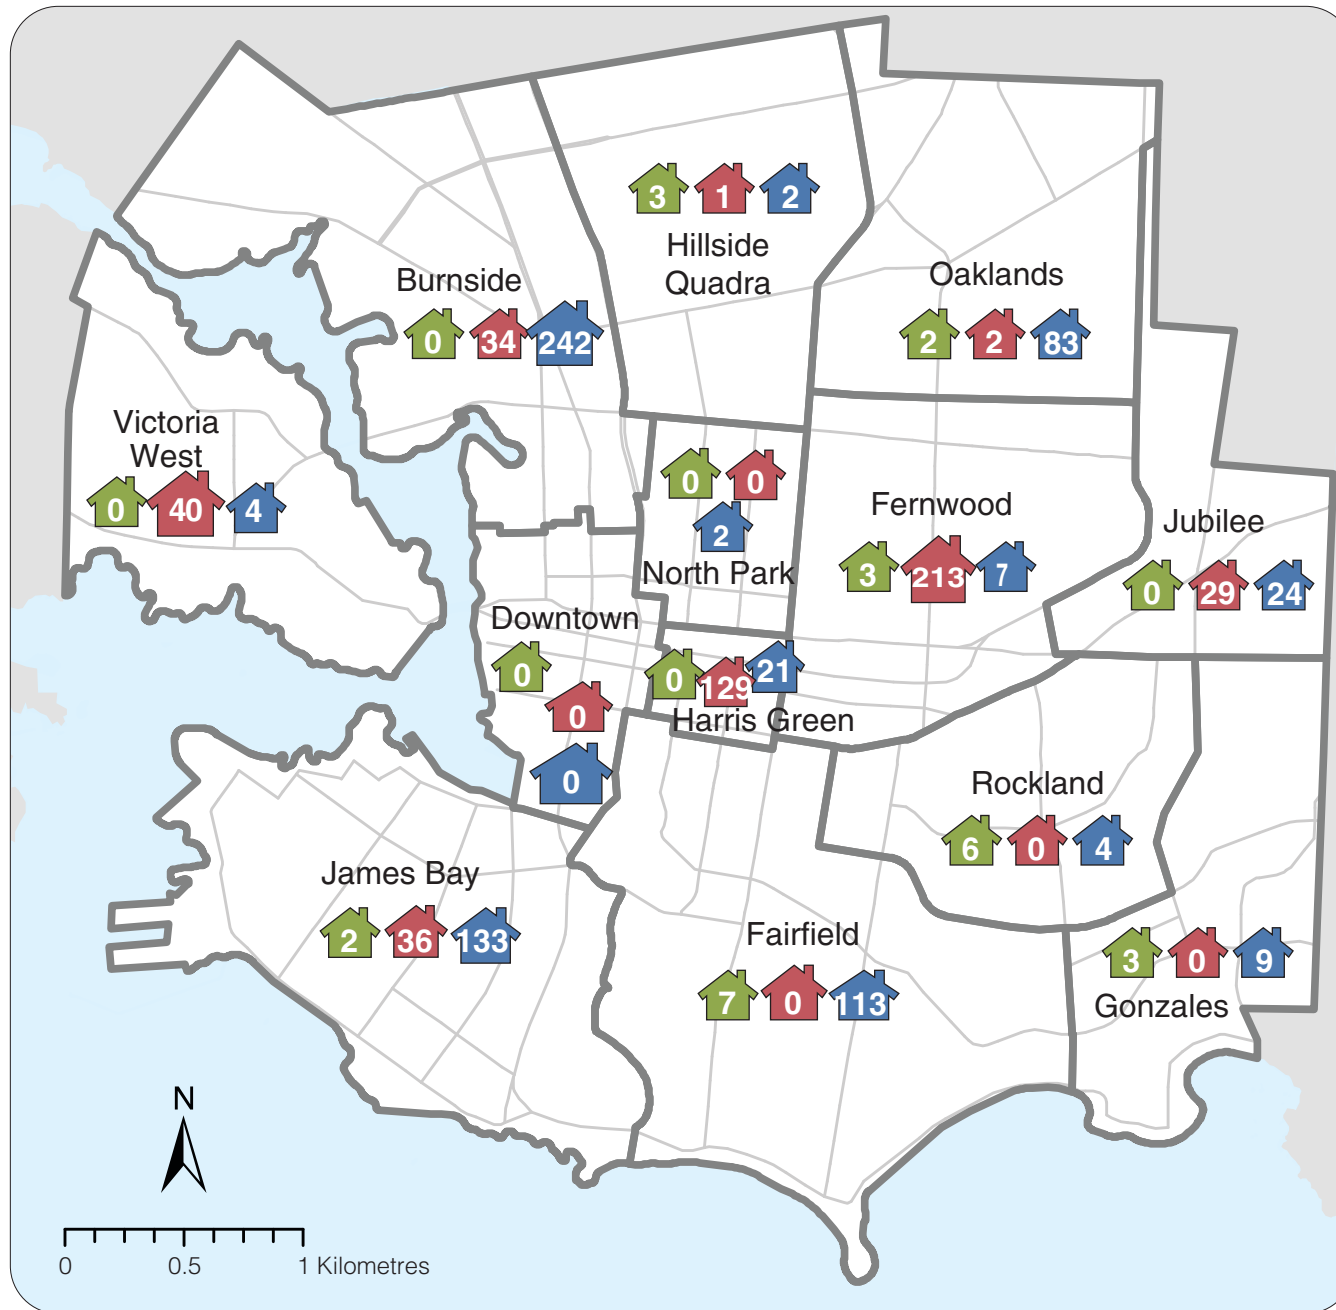 3 1 2
Hillside
Quadra
Burnside
0 34 242
Oaklands
2 2 83
Victoria
West
0 40 4
0 0
2
North Park
Fernwood
3 213 7
Jubilee
0 29 24
Downtown
0
0
0
0 129 21
Harris Green
Rockland
6 0 4
James Bay
2 36 133
Fairfield
7 0 113
3 0 9
Gonzales
N
0 0.5 1 Kilometres